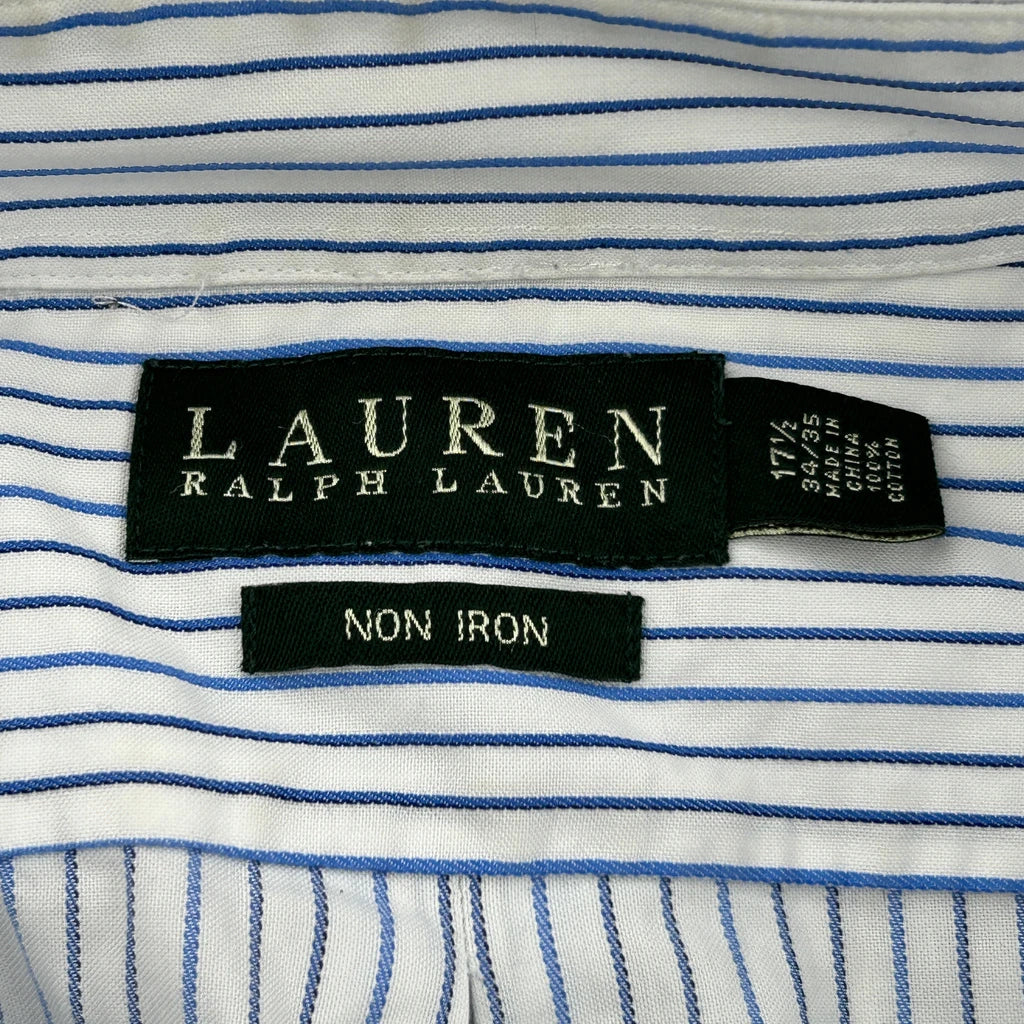 LAUREN
RALPH LAUREN
17½
34/35
MADE IN
CHINA
100%
COTTON
NON IRON